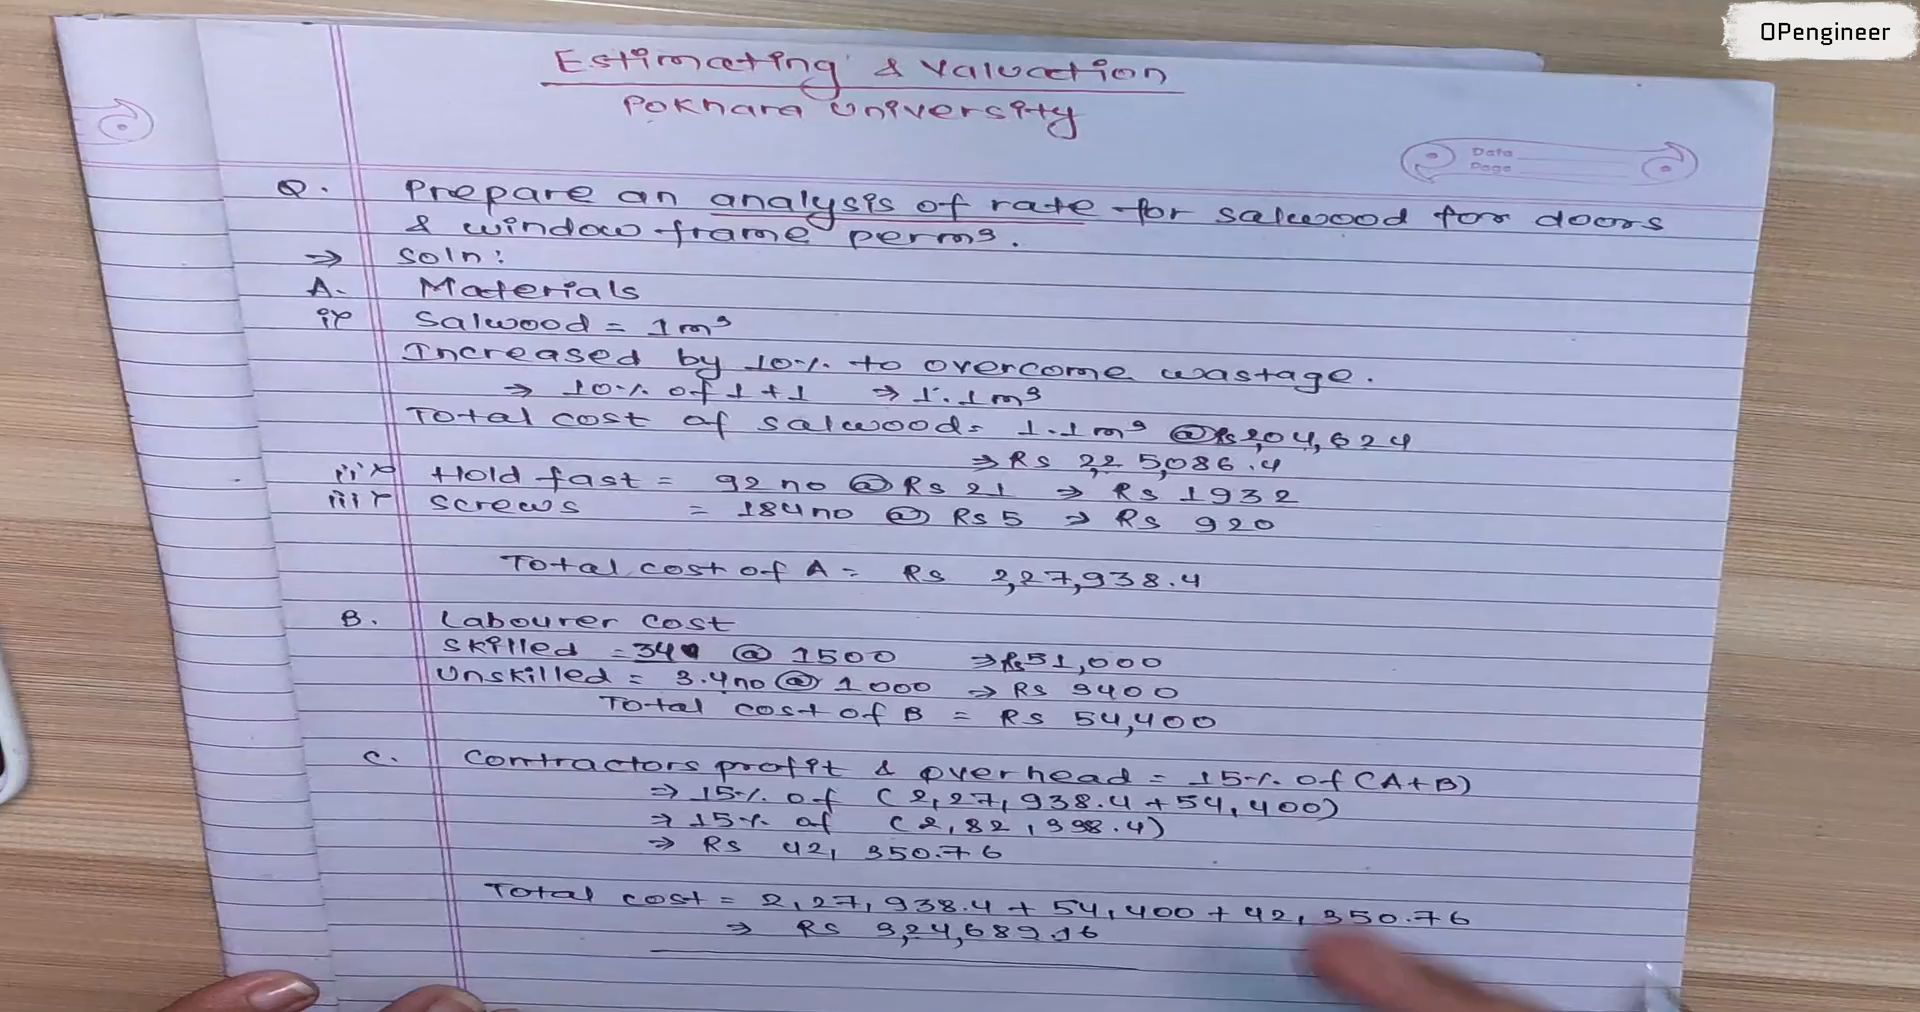 OPengineer
Estimating & Valuation
Pokhara University
Data
Page
Q. Prepare an analysis of rate for salwood for doors
& window frame per m³.
⇒ Soln:
A. Materials
i) Salwood = 1m³
Increased by 10% to overcome wastage.
⇒ 10% of 1 + 1 ⇒ 1.1m³
Total cost of salwood = 1.1m³ @ Rs 2,04,624
⇒ Rs 2,25,086.4
ii) Hold fast = 92 no @ Rs 21 ⇒ Rs 1932
iii) Screws = 184no @ Rs 5 ⇒ Rs 920
Total cost of A = Rs 2,27,938.4
B. Labourer cost
Skilled = 34 @ 1500 ⇒ Rs 51,000
Unskilled = 3.4no @ 1000 ⇒ Rs 3400
Total cost of B = Rs 54,400
C. Contractors profit & overhead = 15% of (A+B)
⇒ 15% of (2,27,938.4 + 54,400)
⇒ 15% of (2,82,338.4)
⇒ Rs 42,350.76
Total cost = 2,27,938.4 + 54,400 + 42,350.76
⇒ Rs 3,24,689.16